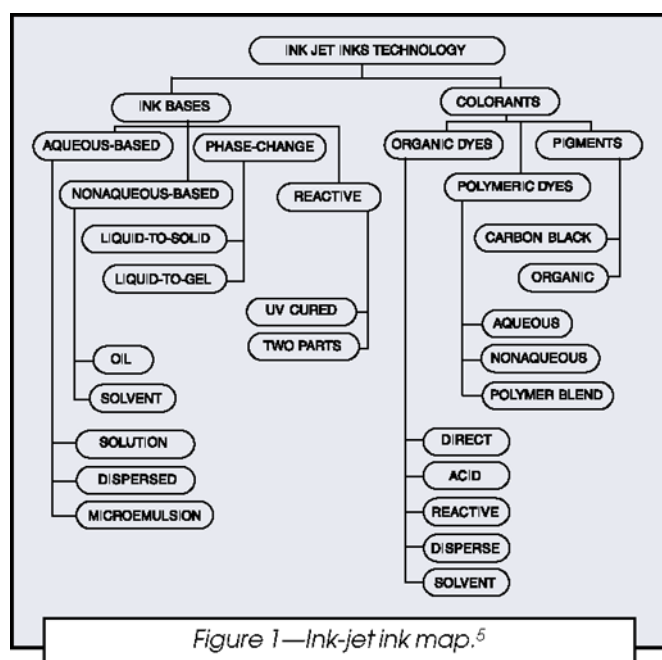 INK JET INKS TECHNOLOGY
INK BASES
COLORANTS
AQUEOUS-BASED
PHASE-CHANGE
ORGANIC DYES
PIGMENTS
NONAQUEOUS-BASED
REACTIVE
POLYMERIC DYES
LIQUID-TO-SOLID
CARBON BLACK
LIQUID-TO-GEL
ORGANIC
UV CURED
AQUEOUS
TWO PARTS
OIL
NONAQUEOUS
SOLVENT
POLYMER BLEND
SOLUTION
DIRECT
DISPERSED
ACID
MICROEMULSION
REACTIVE
DISPERSE
SOLVENT
Figure 1—Ink-jet ink map.5